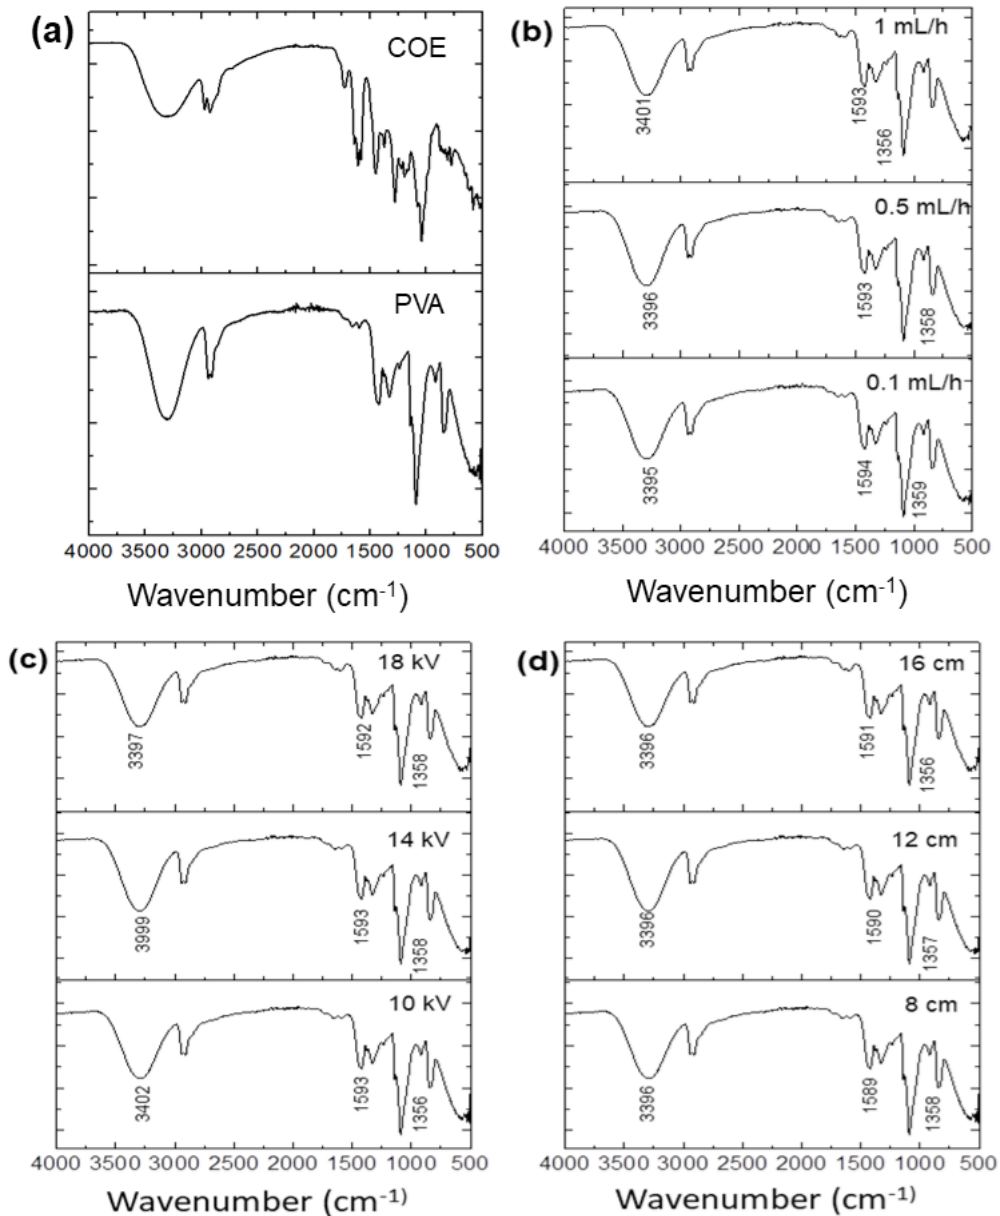 (a)
COE
PVA
4000 3500 3000 2500 2000 1500 1000 500
Wavenumber (cm-1)
(b)
1 mL/h
3401
1593
1356
0.5 mL/h
3396
1593
1358
0.1 mL/h
3395
1594
1359
4000 3500 3000 2500 2000 1500 1000 500
Wavenumber (cm-1)
(c)
18 kV
3397
1592
1358
14 kV
3999
1593
1358
10 kV
3402
1593
1356
4000 3500 3000 2500 2000 1500 1000 500
Wavenumber (cm-1)
(d)
16 cm
3396
1591
1356
12 cm
3396
1590
1357
8 cm
3396
1589
1358
4000 3500 3000 2500 2000 1500 1000 500
Wavenumber (cm-1)